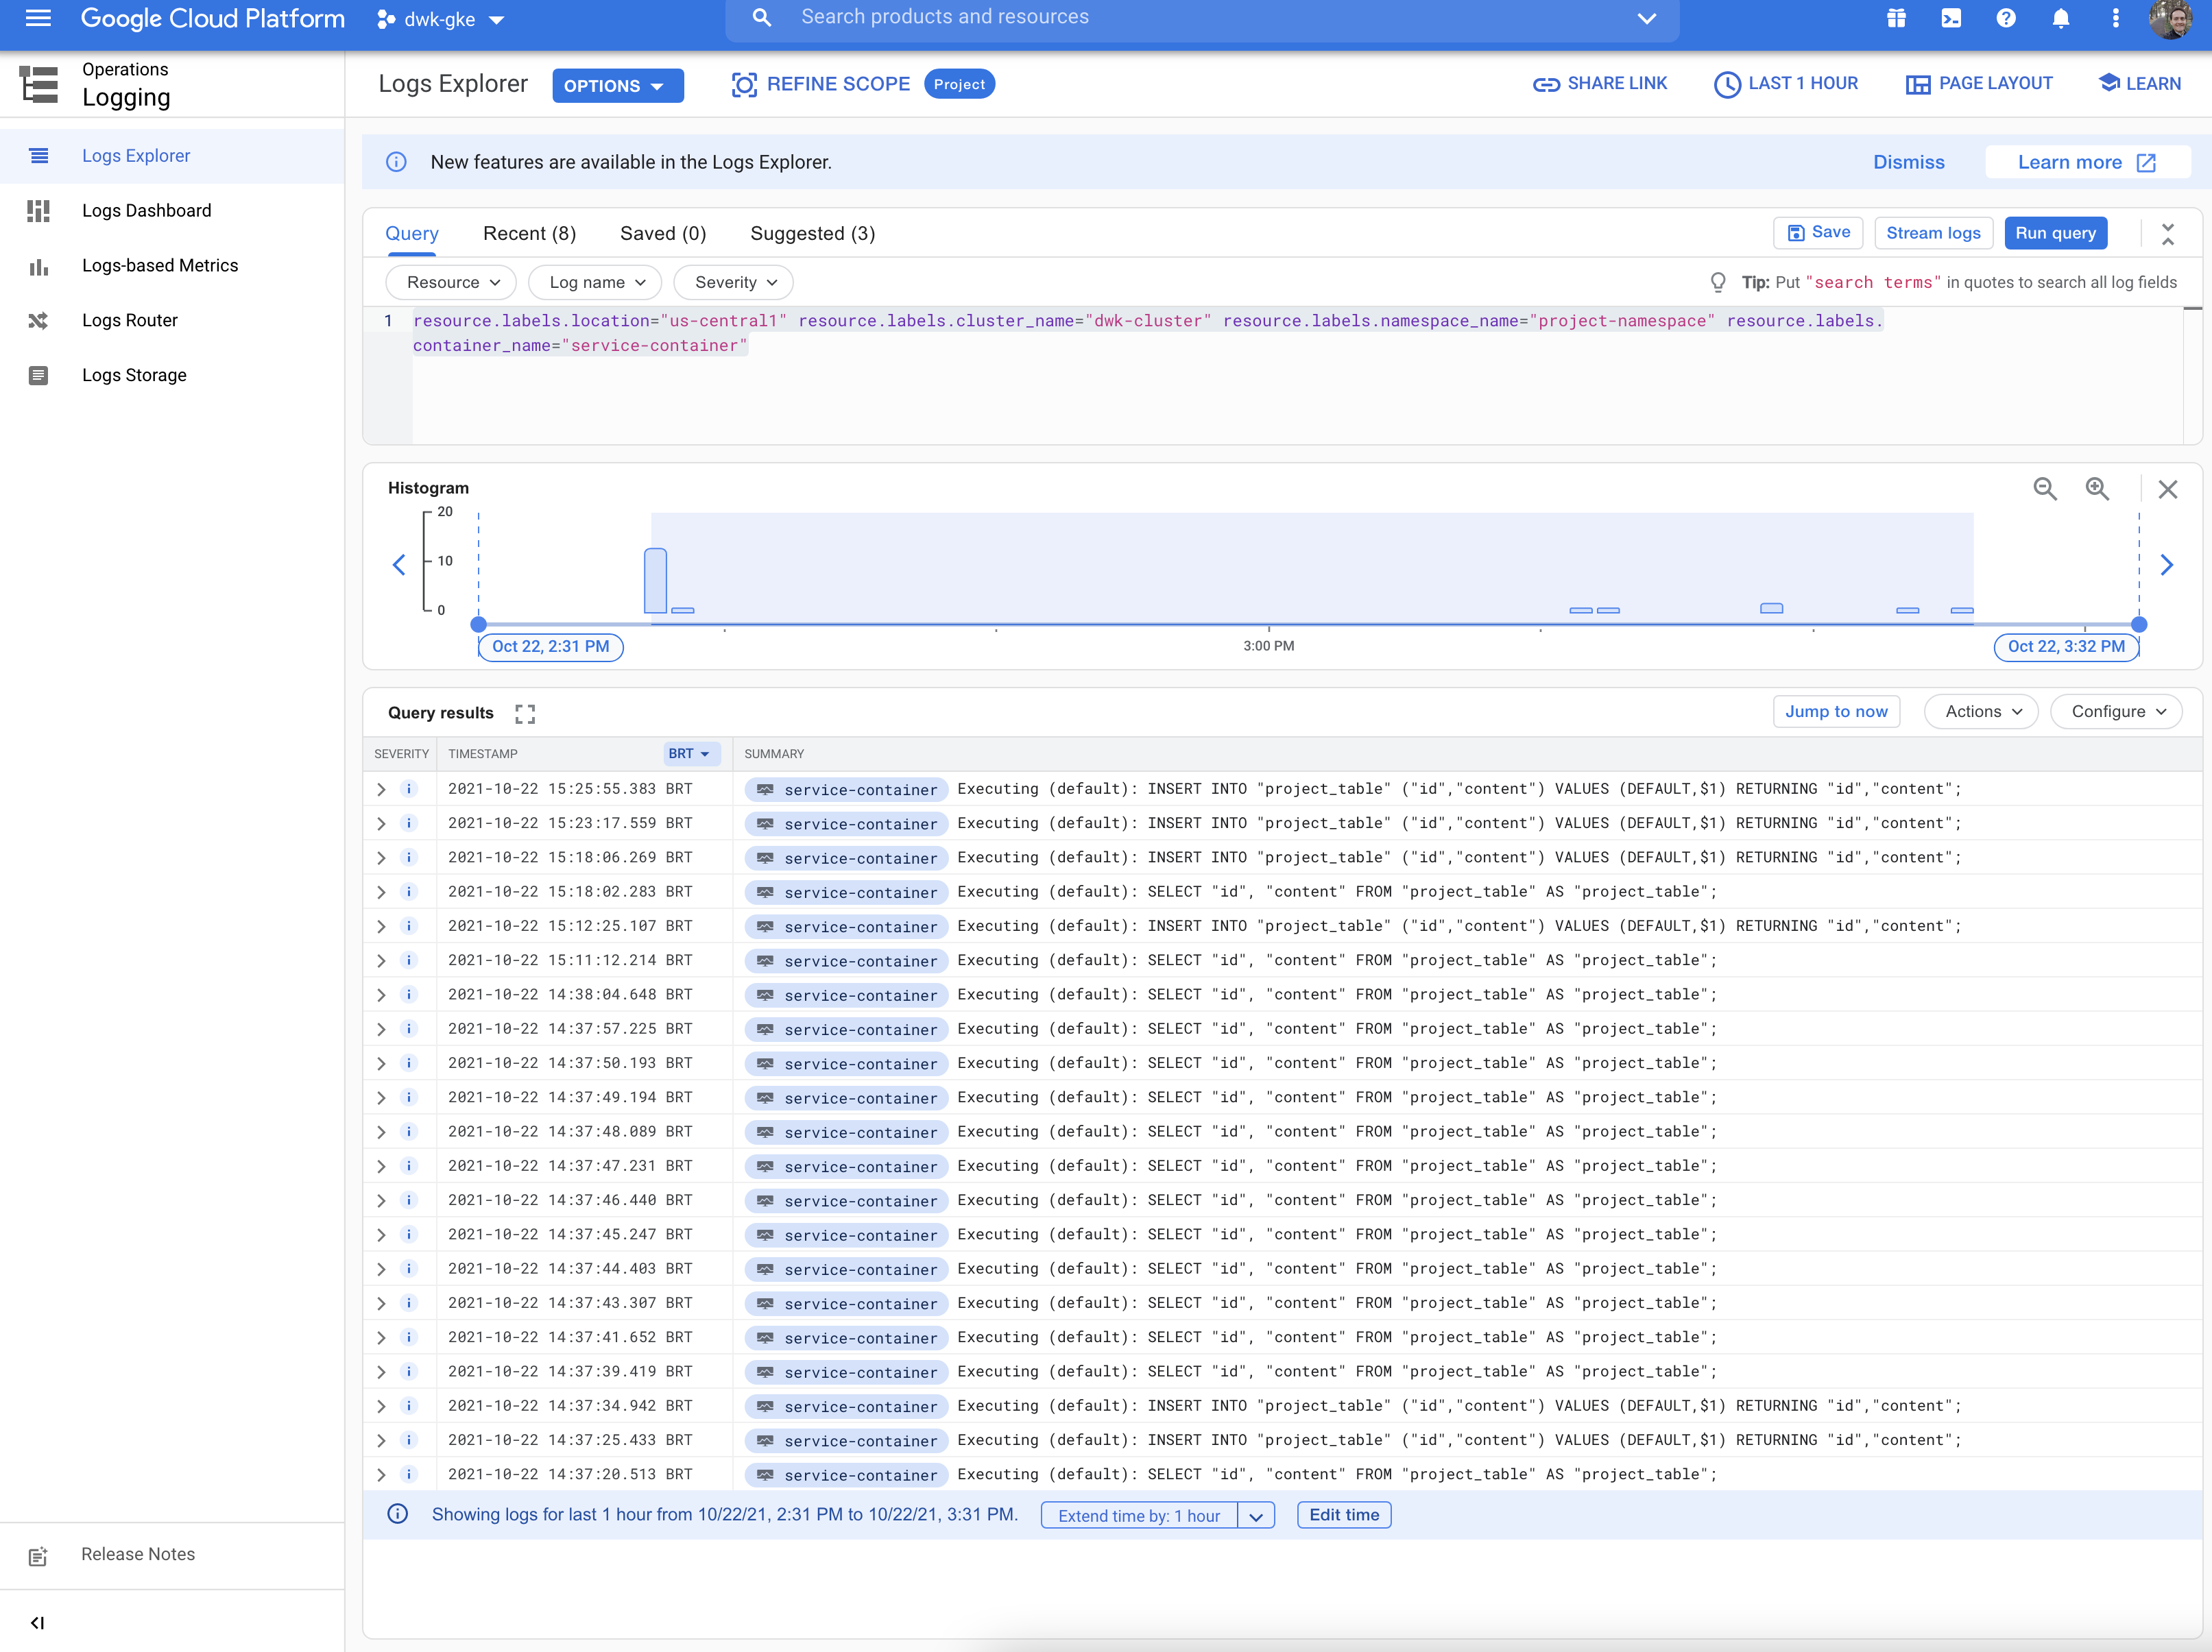 Google Cloud Platform
dwk-gke
Search products and resources
Operations
Logging
Logs Explorer
Logs Dashboard
Logs-based Metrics
Logs Router
Logs Storage
Release Notes
Logs Explorer
OPTIONS
REFINE SCOPE
Project
SHARE LINK
LAST 1 HOUR
PAGE LAYOUT
LEARN
New features are available in the Logs Explorer.
Dismiss
Learn more
Query
Recent (8)
Saved (0)
Suggested (3)
Save
Stream logs
Run query
Resource
Log name
Severity
Tip: Put "search terms" in quotes to search all log fields
1 resource.labels.location="us-central1" resource.labels.cluster_name="dwk-cluster" resource.labels.namespace_name="project-namespace" resource.labels.
container_name="service-container"
Histogram
20
10
0
Oct 22, 2:31 PM
3:00 PM
Oct 22, 3:32 PM
Query results
Jump to now
Actions
Configure
SEVERITY TIMESTAMP BRT SUMMARY
i 2021-10-22 15:25:55.383 BRT service-container Executing (default): INSERT INTO "project_table" ("id","content") VALUES (DEFAULT,$1) RETURNING "id","content";
i 2021-10-22 15:23:17.559 BRT service-container Executing (default): INSERT INTO "project_table" ("id","content") VALUES (DEFAULT,$1) RETURNING "id","content";
i 2021-10-22 15:18:06.269 BRT service-container Executing (default): INSERT INTO "project_table" ("id","content") VALUES (DEFAULT,$1) RETURNING "id","content";
i 2021-10-22 15:18:02.283 BRT service-container Executing (default): SELECT "id", "content" FROM "project_table" AS "project_table";
i 2021-10-22 15:12:25.107 BRT service-container Executing (default): INSERT INTO "project_table" ("id","content") VALUES (DEFAULT,$1) RETURNING "id","content";
i 2021-10-22 15:11:12.214 BRT service-container Executing (default): SELECT "id", "content" FROM "project_table" AS "project_table";
i 2021-10-22 14:38:04.648 BRT service-container Executing (default): SELECT "id", "content" FROM "project_table" AS "project_table";
i 2021-10-22 14:37:57.225 BRT service-container Executing (default): SELECT "id", "content" FROM "project_table" AS "project_table";
i 2021-10-22 14:37:50.193 BRT service-container Executing (default): SELECT "id", "content" FROM "project_table" AS "project_table";
i 2021-10-22 14:37:49.194 BRT service-container Executing (default): SELECT "id", "content" FROM "project_table" AS "project_table";
i 2021-10-22 14:37:48.089 BRT service-container Executing (default): SELECT "id", "content" FROM "project_table" AS "project_table";
i 2021-10-22 14:37:47.231 BRT service-container Executing (default): SELECT "id", "content" FROM "project_table" AS "project_table";
i 2021-10-22 14:37:46.440 BRT service-container Executing (default): SELECT "id", "content" FROM "project_table" AS "project_table";
i 2021-10-22 14:37:45.247 BRT service-container Executing (default): SELECT "id", "content" FROM "project_table" AS "project_table";
i 2021-10-22 14:37:44.403 BRT service-container Executing (default): SELECT "id", "content" FROM "project_table" AS "project_table";
i 2021-10-22 14:37:43.307 BRT service-container Executing (default): SELECT "id", "content" FROM "project_table" AS "project_table";
i 2021-10-22 14:37:41.652 BRT service-container Executing (default): SELECT "id", "content" FROM "project_table" AS "project_table";
i 2021-10-22 14:37:39.419 BRT service-container Executing (default): SELECT "id", "content" FROM "project_table" AS "project_table";
i 2021-10-22 14:37:34.942 BRT service-container Executing (default): INSERT INTO "project_table" ("id","content") VALUES (DEFAULT,$1) RETURNING "id","content";
i 2021-10-22 14:37:25.433 BRT service-container Executing (default): INSERT INTO "project_table" ("id","content") VALUES (DEFAULT,$1) RETURNING "id","content";
i 2021-10-22 14:37:20.513 BRT service-container Executing (default): SELECT "id", "content" FROM "project_table" AS "project_table";
Showing logs for last 1 hour from 10/22/21, 2:31 PM to 10/22/21, 3:31 PM.
Extend time by: 1 hour
Edit time